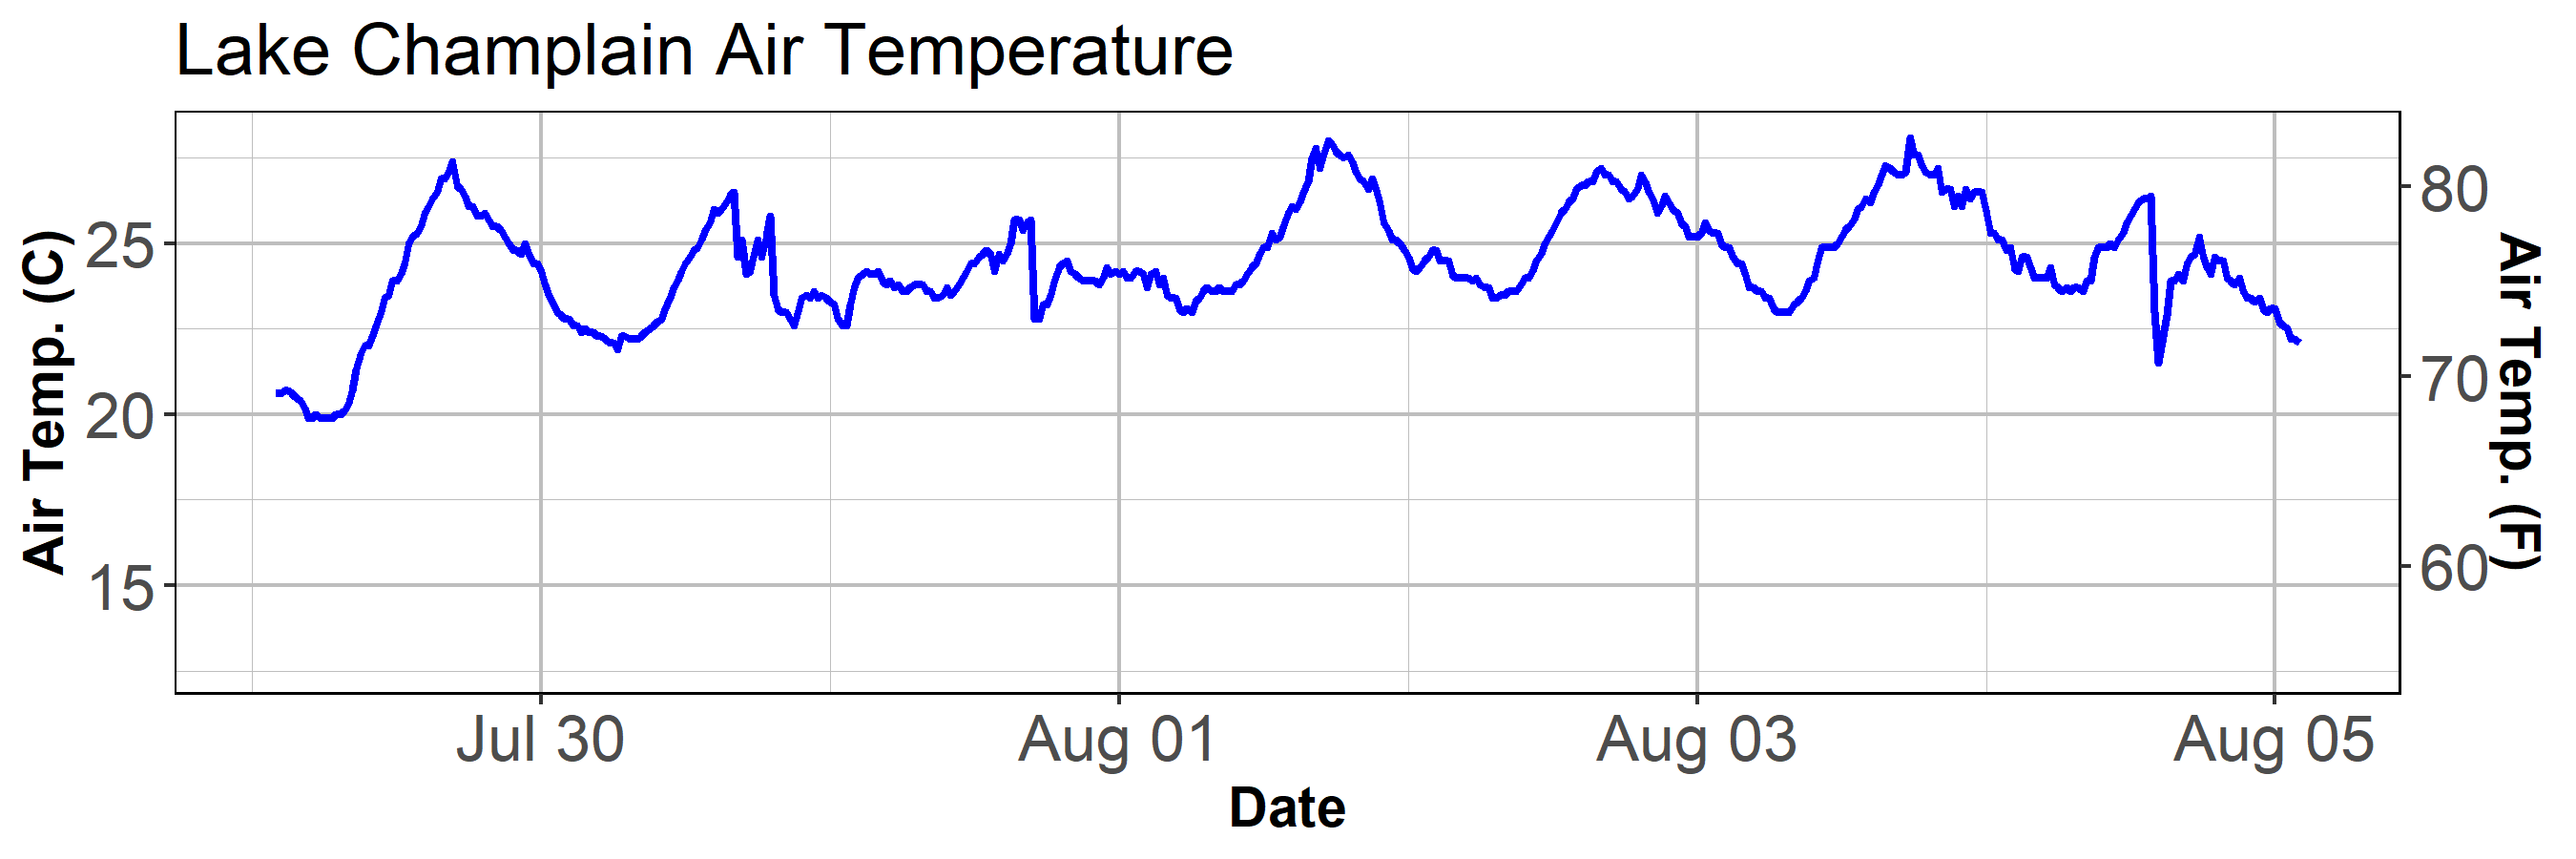 Lake Champlain Air Temperature
Air Temp. (C)
25
20
15
80
70
60
Air Temp. (F)
Jul 30
Aug 01
Aug 03
Aug 05
Date